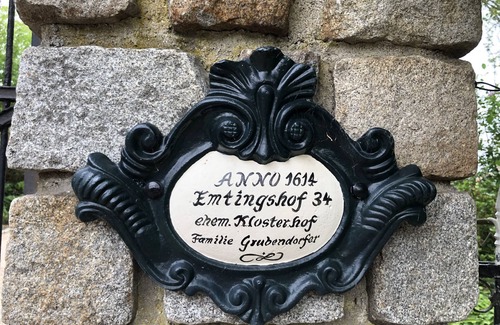 ANNO 1614
Emtingshof 34
ehem. Klosterhof
Familie Grubendorfer